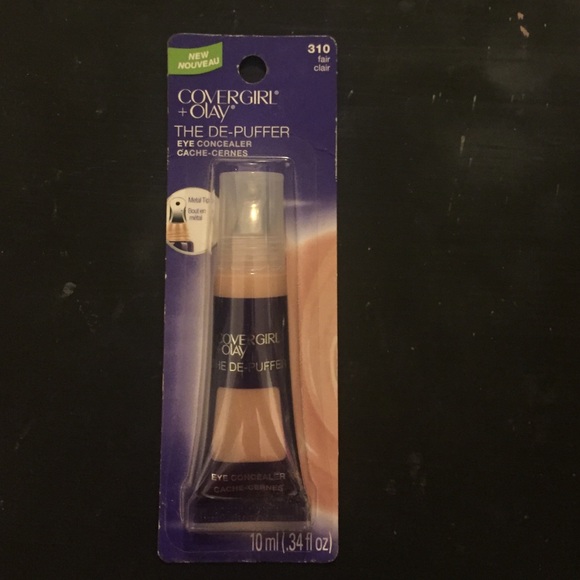 NEW
NOUVEAU
310
fair
clair
COVERGIRL®
+OLAY®
THE DE-PUFFER
EYE CONCEALER
CACHE-CERNES
Metal Tip
Bout en
métal
COVERGIRL
+OLAY
THE DE-PUFFER
EYE CONCEALER
CACHE-CERNES
10 ml (.34 fl oz)